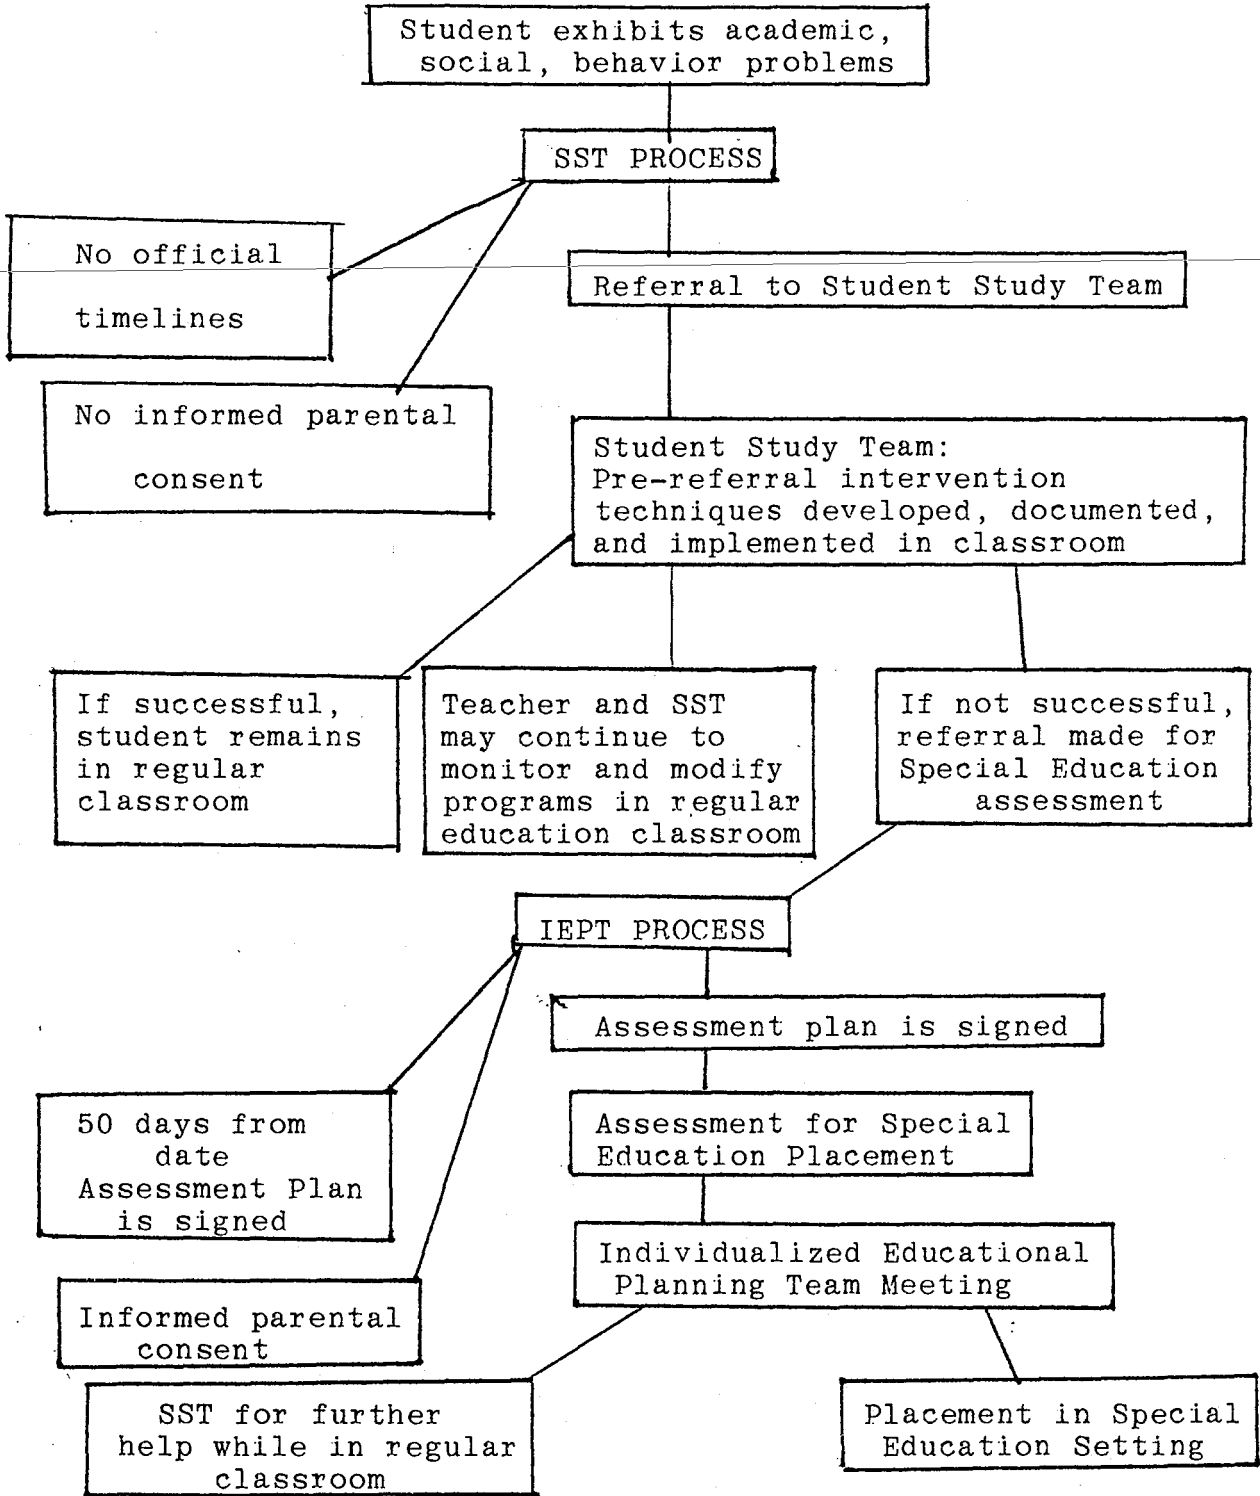 Student exhibits academic,
social, behavior problems
SST PROCESS
No official
timelines
Referral to Student Study Team
No informed parental
consent
Student Study Team:
Pre-referral intervention
techniques developed, documented,
and implemented in classroom
If successful,
student remains
in regular
classroom
Teacher and SST
may continue to
monitor and modify
programs in regular
education classroom
If not successful,
referral made for
Special Education
assessment
IEPT PROCESS
Assessment plan is signed
50 days from
date
Assessment Plan
is signed
Assessment for Special
Education Placement
Individualized Educational
Planning Team Meeting
Informed parental
consent
SST for further
help while in regular
classroom
Placement in Special
Education Setting